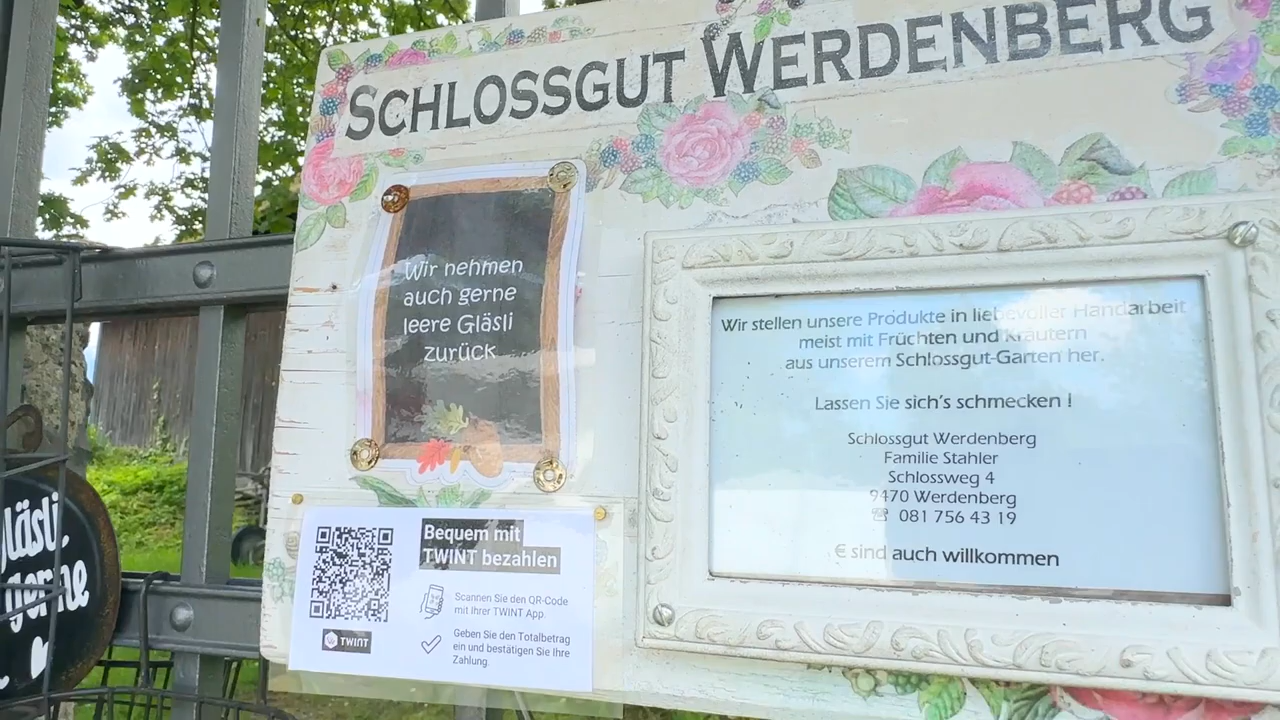 SCHLOSSGUT WERDENBERG
Wir nehmen
auch gerne
leere Gläsli
zurück
Wir stellen unsere Produkte in liebevoller Handarbeit
meist mit Früchten und Kräutern
aus unserem Schlossgut-Garten her.
Lassen Sie sich's schmecken !
Schlossgut Werdenberg
Familie Stahler
Schlossweg 4
9470 Werdenberg
☏ 081 756 43 19
€ sind auch willkommen
Bequem mit
TWINT bezahlen
Scannen Sie den QR-Code
mit Ihrer TWINT App.
Geben Sie den Totalbetrag
ein und bestätigen Sie Ihre
Zahlung.
TWINT